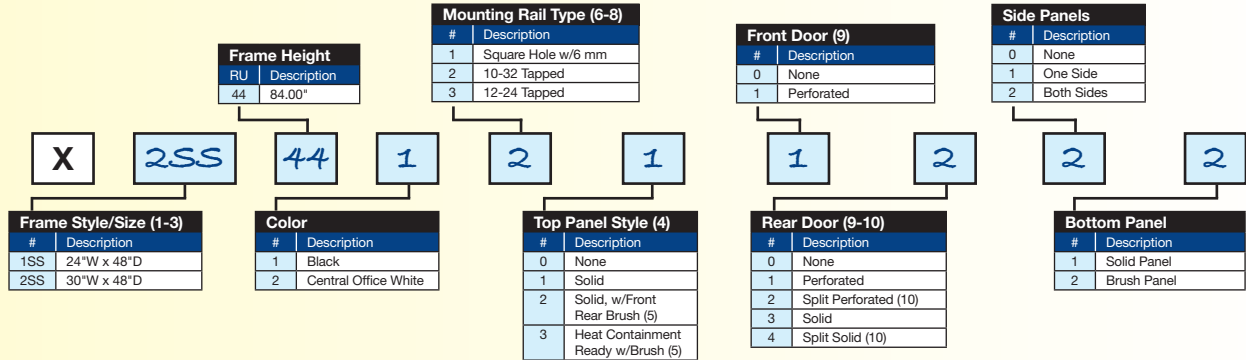 Mounting Rail Type (6-8)
# Description
1 Square Hole w/6 mm
2 10-32 Tapped
3 12-24 Tapped
Side Panels
# Description
0 None
1 One Side
2 Both Sides
Front Door (9)
# Description
0 None
1 Perforated
Frame Height
RU Description
44 84.00"
X 2SS 44 1 2 1 1 2 2 2
Frame Style/Size (1-3)
# Description
1SS 24"W x 48"D
2SS 30"W x 48"D
Color
# Description
1 Black
2 Central Office White
Top Panel Style (4)
# Description
0 None
1 Solid
2 Solid, w/Front
Rear Brush (5)
3 Heat Containment
Ready w/Brush (5)
Rear Door (9-10)
# Description
0 None
1 Perforated
2 Split Perforated (10)
3 Solid
4 Split Solid (10)
Bottom Panel
# Description
1 Solid Panel
2 Brush Panel